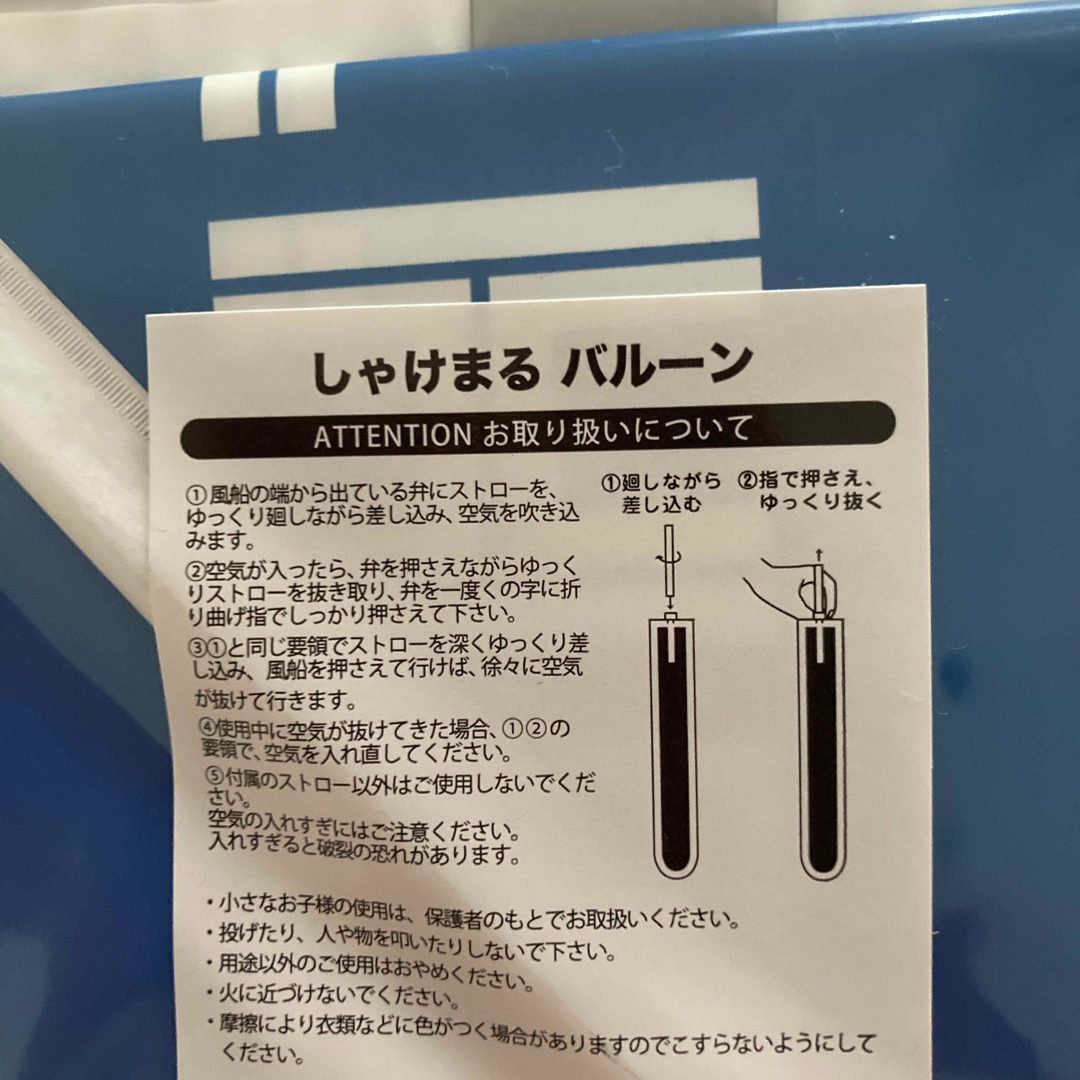 しゃけまる バルーン
ATTENTION お取り扱いについて
①風船の端から出ている弁にストローを、
ゆっくり廻しながら差し込み、空気を吹き込
みます。
②空気が入ったら、弁を押さえながらゆっく
りストローを抜き取り、弁を一度くの字に折
り曲げ指でしっかり押さえて下さい。
③①と同じ要領でストローを深くゆっくり差
し込み、風船を押さえて行けば、徐々に空気
が抜けて行きます。
④使用中に空気が抜けてきた場合、①②の
要領で、空気を入れ直してください。
⑤付属のストロー以外はご使用しないでくだ
さい。
空気の入れすぎにはご注意ください。
入れすぎると破裂の恐れがあります。
①廻しながら
差し込む
②指で押さえ、
ゆっくり抜く
・小さなお子様の使用は、保護者のもとでお取扱いください。
・投げたり、人や物を叩いたりしないで下さい。
・用途以外のご使用はおやめください。
・火に近づけないでください。
・摩擦により衣類などに色がつく場合がありますのでこすらないようにして
ください。